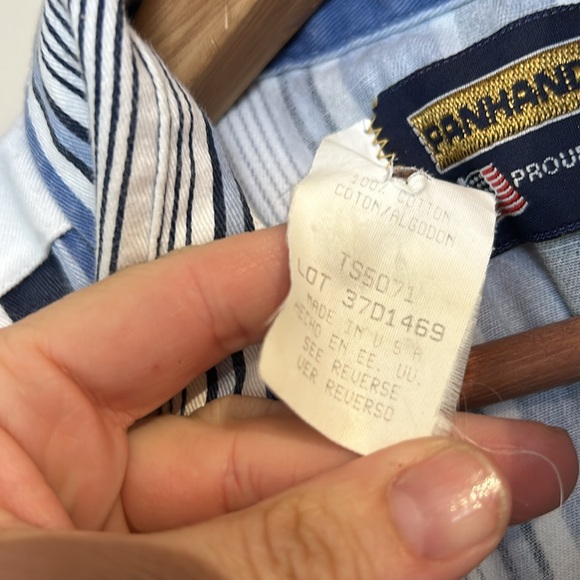 PANHAND
PROU
100% COTTON
COTON/ALGODON
TS5071
LOT 37D1469
MADE IN U S A
HECHO EN EE. UU.
SEE REVERSE
VER REVERSO